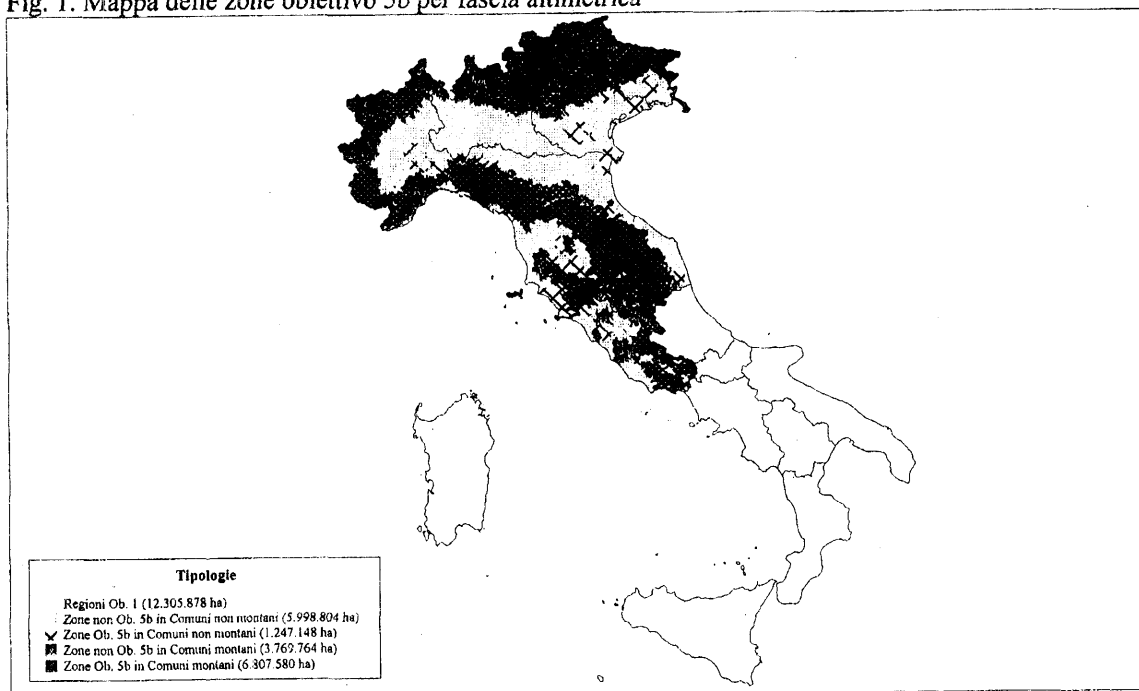 Fig. 1. Mappa delle zone obiettivo 5b per fascia altimetrica
Tipologie
Regioni Ob. 1 (12.305.878 ha)
Zone non Ob. 5b in Comuni non montani (5.998.804 ha)
Zone Ob. 5b in Comuni non montani (1.247.148 ha)
Zone non Ob. 5b in Comuni montani (3.769.764 ha)
Zone Ob. 5b in Comuni montani (6.807.580 ha)